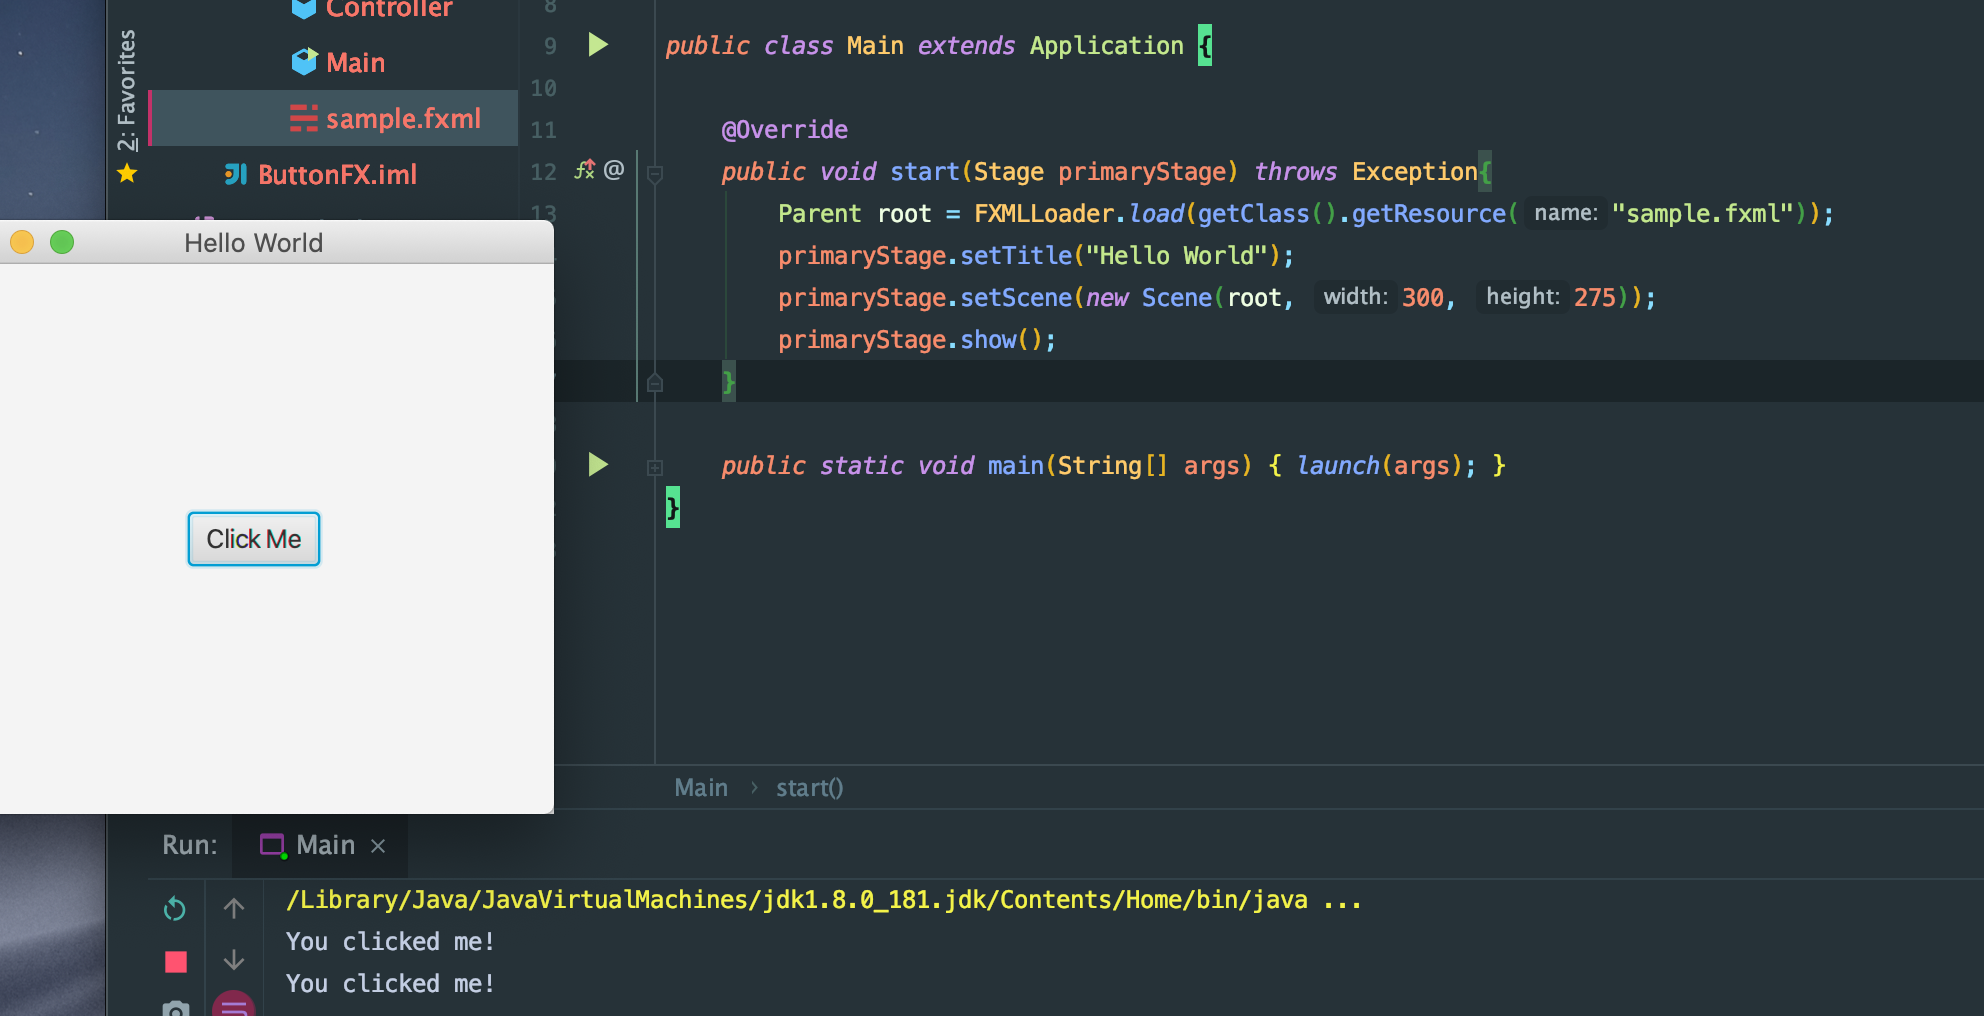 2: Favorites
Controller
Main
sample.fxml
ButtonFX.iml
Hello World
Click Me
8
9 public class Main extends Application {
10
11 @Override
12 @ public void start(Stage primaryStage) throws Exception{
13 Parent root = FXMLLoader.load(getClass().getResource( name: "sample.fxml"));
primaryStage.setTitle("Hello World");
primaryStage.setScene(new Scene(root, width: 300, height: 275));
primaryStage.show();
}
public static void main(String[] args) { launch(args); }
}
Main › start()
Run: Main ×
/Library/Java/JavaVirtualMachines/jdk1.8.0_181.jdk/Contents/Home/bin/java ...
You clicked me!
You clicked me!